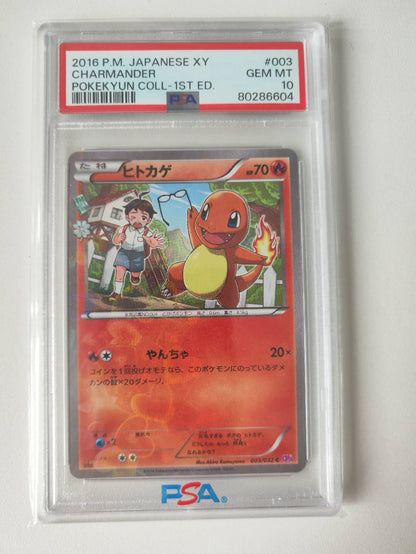 2016 P.M. JAPANESE XY #003
CHARMANDER GEM MT
POKEKYUN COLL-1ST ED. 10
PSA 80286604
たね
ヒトカゲ HP70
やんちゃ 20×
コインを1回投げオモテなら、このポケモンにのっているダメ
カンの数×20ダメージ。
×2
003/032 C
PSA